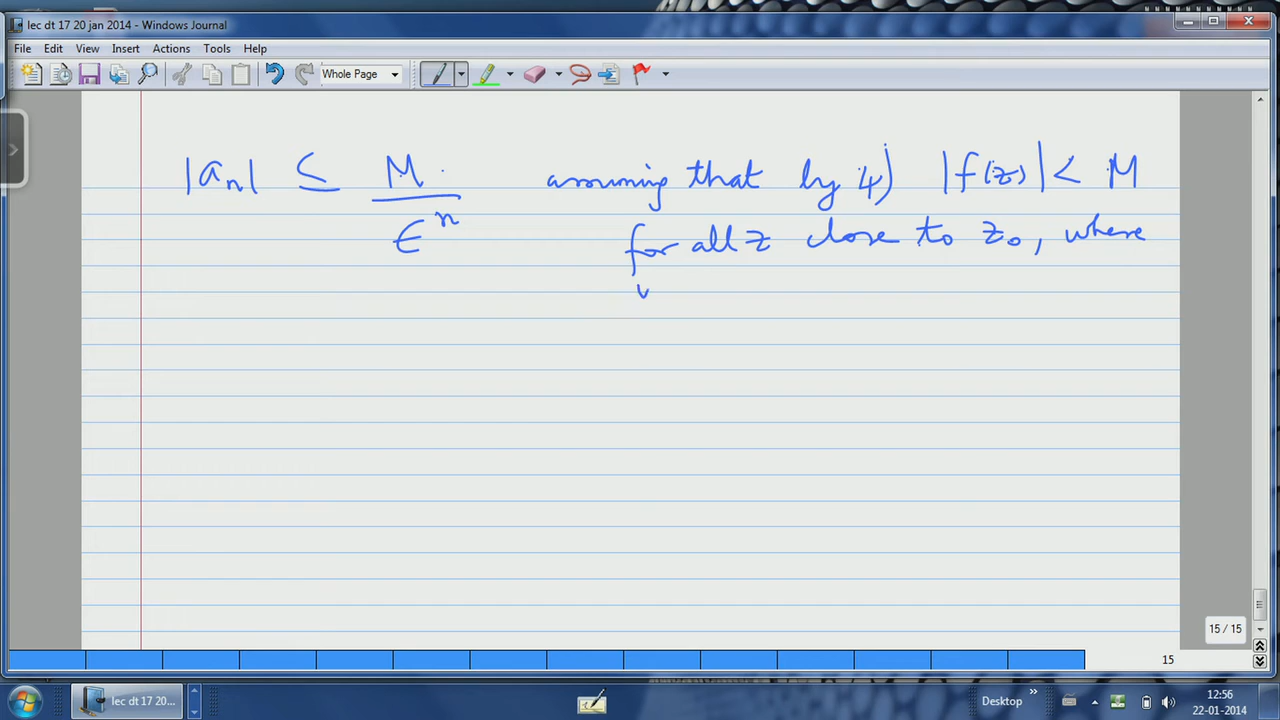 lec dt 17 20 jan 2014 - Windows Journal
File Edit View Insert Actions Tools Help
Whole Page
|aₙ| ≤ M / ϵⁿ assuming that by 4) |f(z)| < M
for all z close to z₀, where
15 / 15
15
lec dt 17 20...
Desktop
12:56
22-01-2014